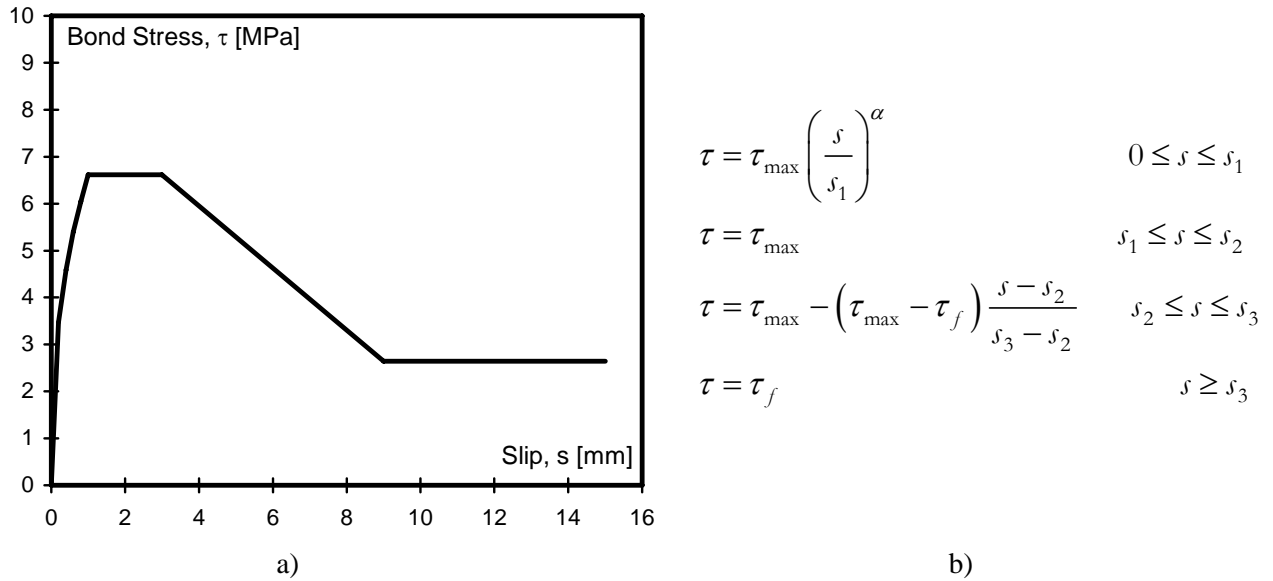 10
Bond Stress, τ [MPa]
9
8
7
6
5
4
3
2
1
0
Slip, s [mm]
0 2 4 6 8 10 12 14 16
a)
τ = τ_max (s / s_1)^α 0 ≤ s ≤ s_1
τ = τ_max s_1 ≤ s ≤ s_2
τ = τ_max − (τ_max − τ_f) (s − s_2) / (s_3 − s_2) s_2 ≤ s ≤ s_3
τ = τ_f s ≥ s_3
b)